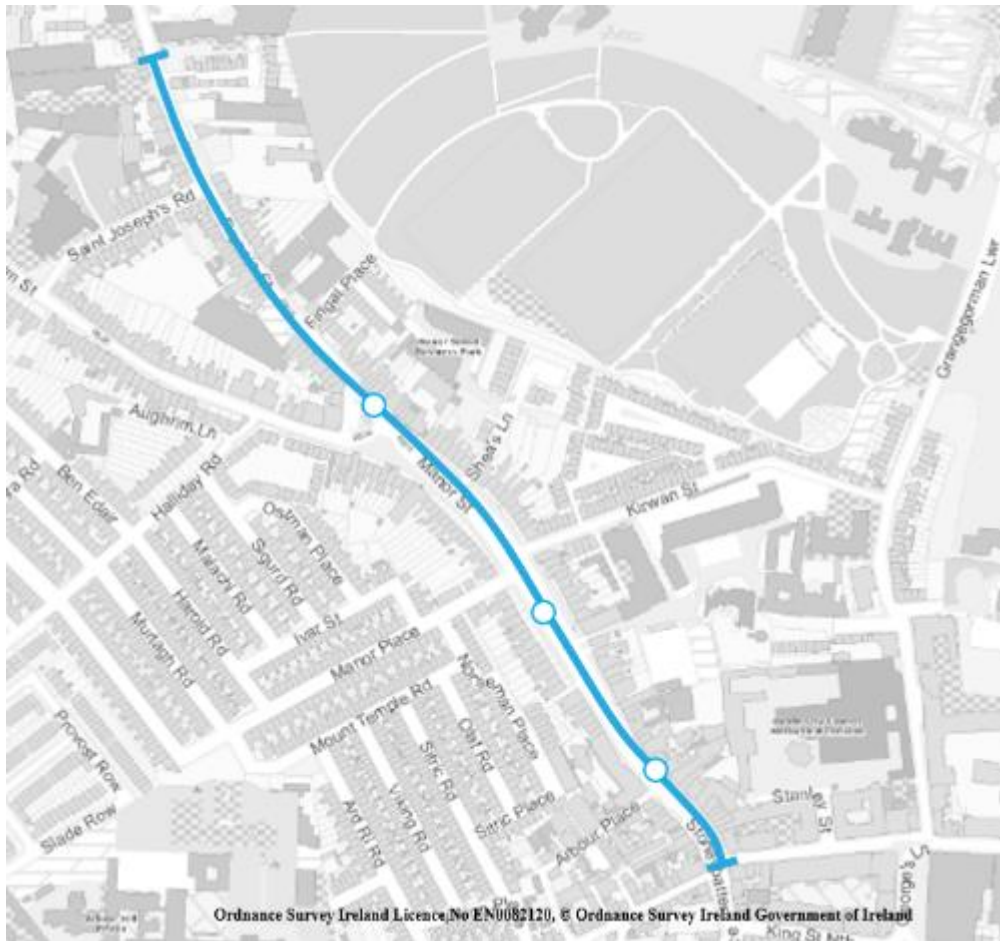 Saint Joseph's Rd
Fingal Place
Grangegorman Lwr
Aughrim Ln
Shea's Ln
Manor St
Kirwan St
Ben Edair
Halliday Rd
Ostman Place
Sigurd Rd
Malachi Rd
Harold Rd
Murtagh Rd
Ivar St
Manor Place
Mount Temple Rd
Norseman Place
Olaf Rd
Sitric Rd
Viking Rd
Ard Ri Rd
Provost Row
Slade Row
Sitric Place
Arbour Place
Stanley St
Ordnance Survey Ireland Licence No EN0082120, © Ordnance Survey Ireland Government of Ireland